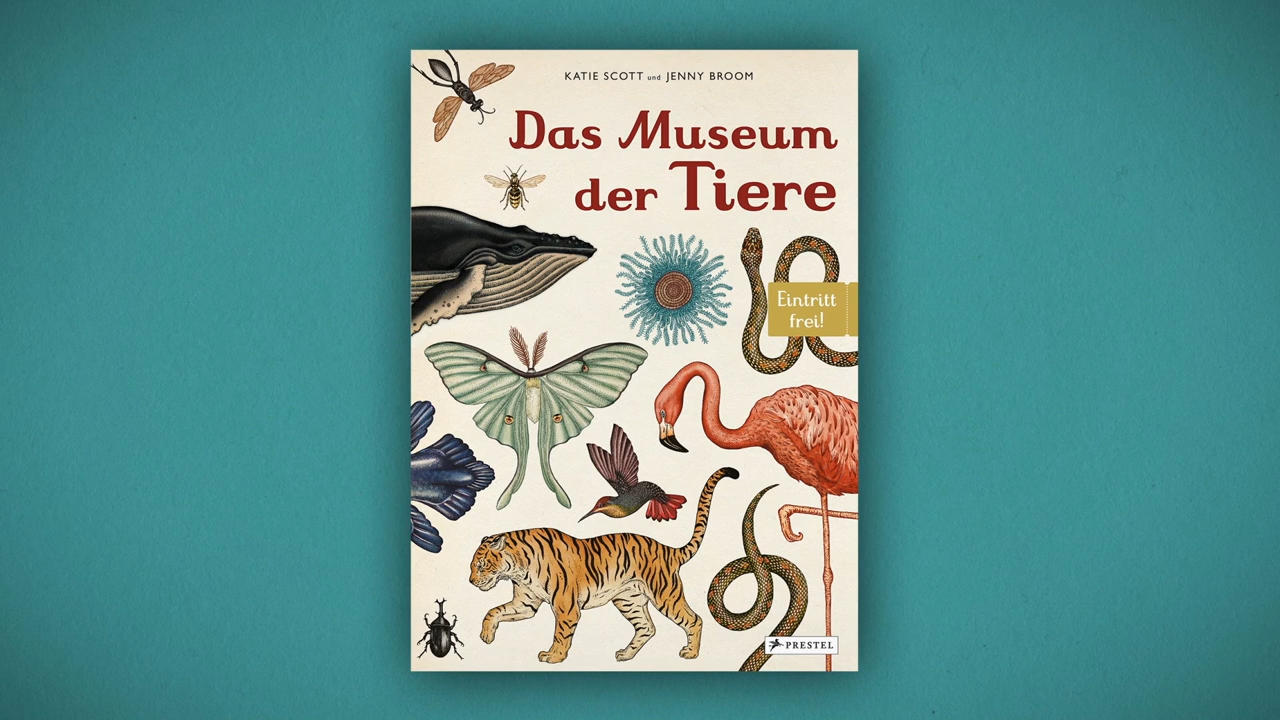 KATIE SCOTT und JENNY BROOM
Das Museum
der Tiere
Eintritt
frei!
PRESTEL